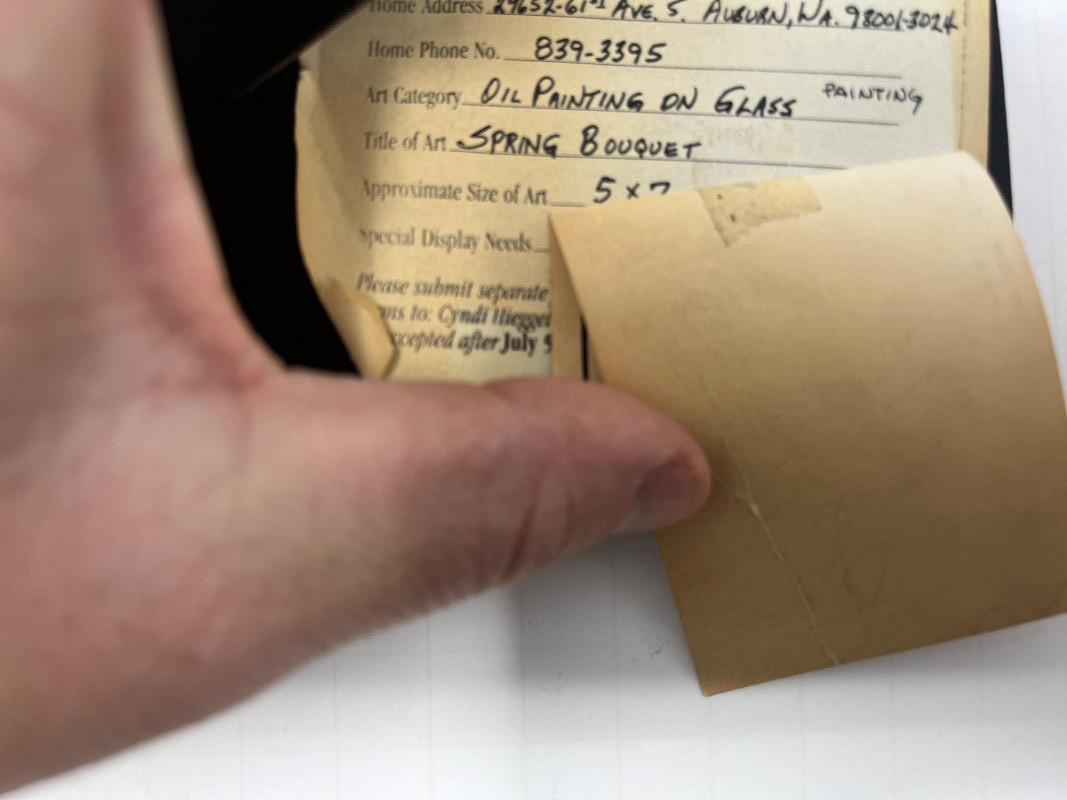 Home Address 29652-61st AVE. S. AUBURN, WA. 98001-3024
Home Phone No. 839-3395
Art Category OIL PAINTING ON GLASS PAINTING
Title of Art SPRING BOUQUET
Approximate Size of Art 5 x 7
Special Display Needs
Please submit separate
to: Cyndi
accepted after July 5